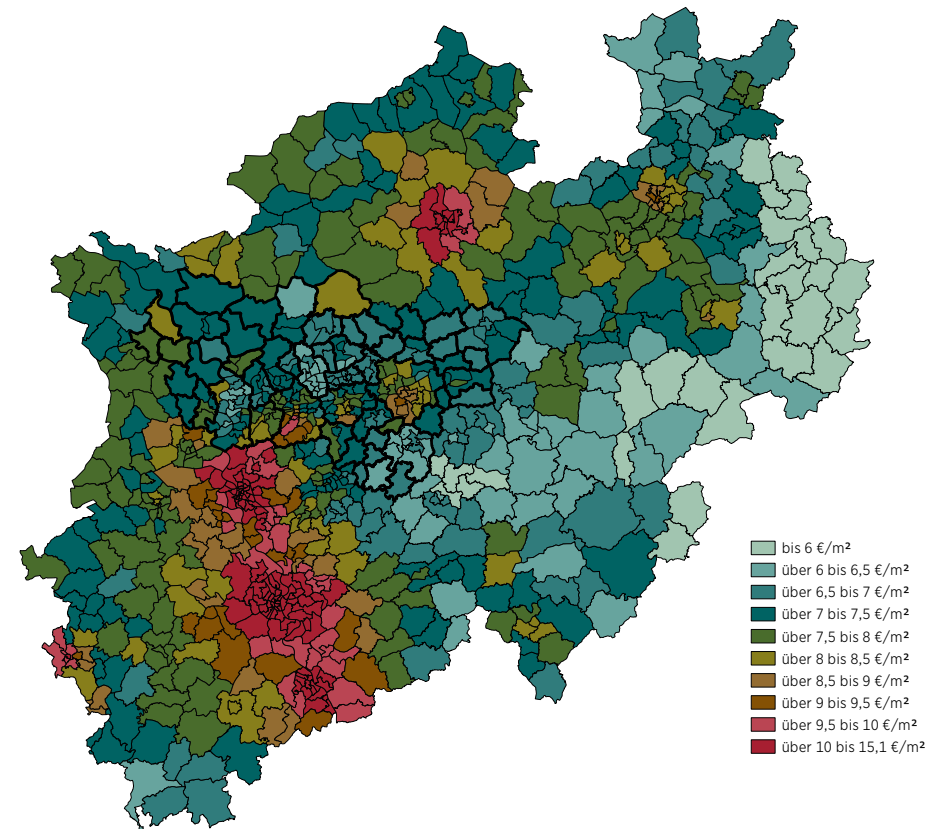 bis 6 €/m²
über 6 bis 6,5 €/m²
über 6,5 bis 7 €/m²
über 7 bis 7,5 €/m²
über 7,5 bis 8 €/m²
über 8 bis 8,5 €/m²
über 8,5 bis 9 €/m²
über 9 bis 9,5 €/m²
über 9,5 bis 10 €/m²
über 10 bis 15,1 €/m²